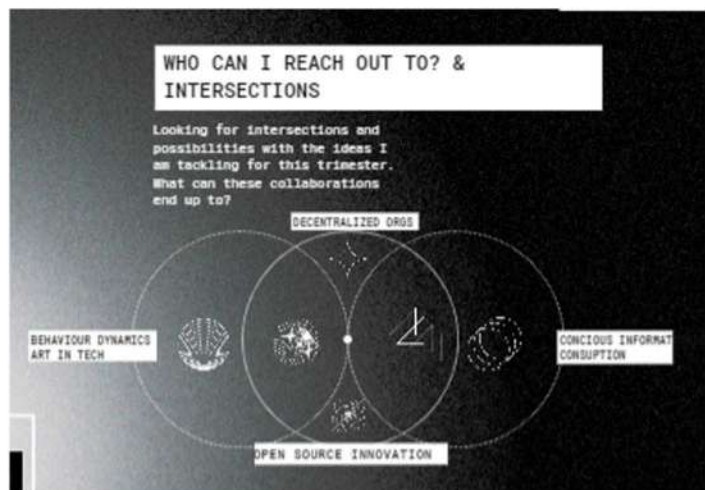 WHO CAN I REACH OUT TO? &
INTERSECTIONS
Looking for intersections and
possibilities with the ideas I
am tackling for this trimester.
What can these collaborations
end up to?
DECENTRALIZED ORGS
BEHAVIOUR DYNAMICS
ART IN TECH
CONCIOUS INFORMAT
CONSUPTION
OPEN SOURCE INNOVATION